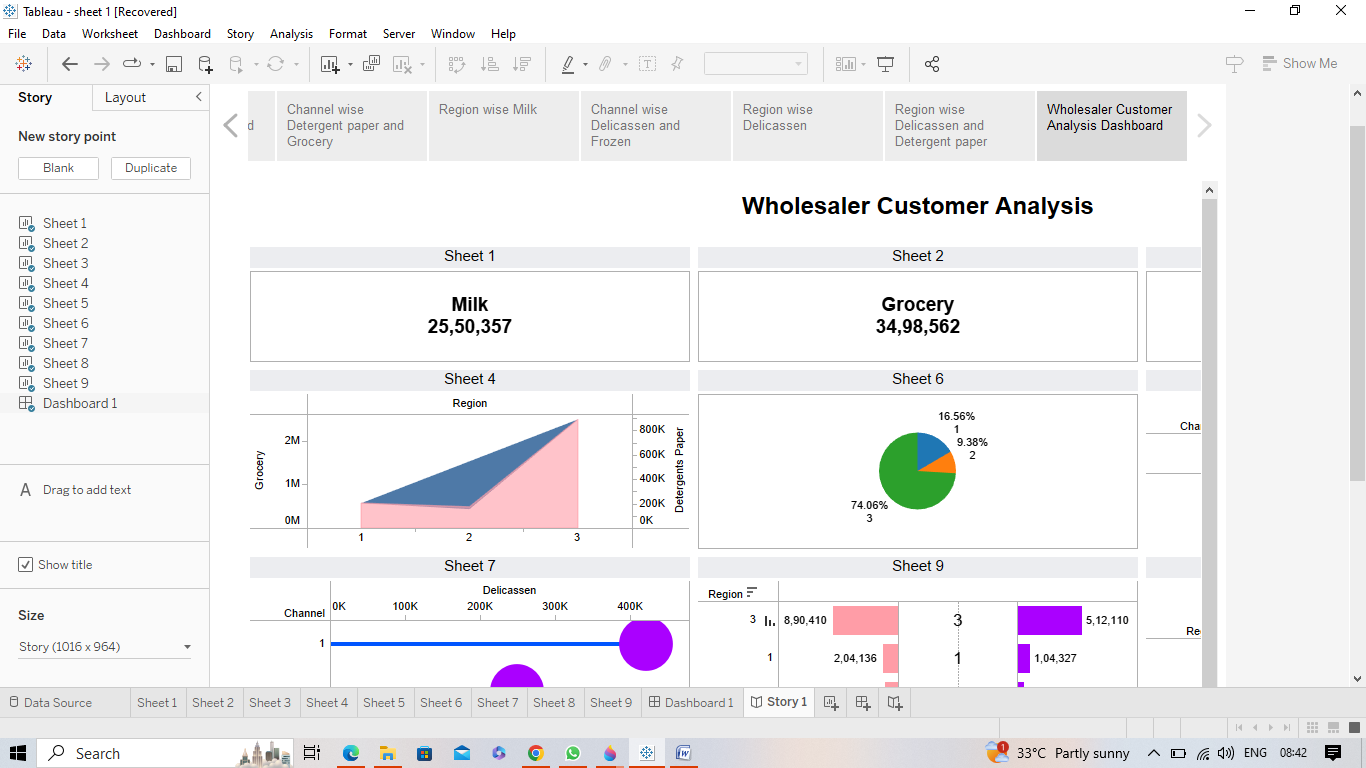 Tableau - sheet 1 [Recovered]
File Data Worksheet Dashboard Story Analysis Format Server Window Help
Show Me
Story Layout
New story point
Blank Duplicate
Sheet 1
Sheet 2
Sheet 3
Sheet 4
Sheet 5
Sheet 6
Sheet 7
Sheet 8
Sheet 9
Dashboard 1
A Drag to add text
Show title
Size
Story (1016 x 964)
d
Channel wise
Detergent paper and
Grocery
Region wise Milk
Channel wise
Delicassen and
Frozen
Region wise
Delicassen
Region wise
Delicassen and
Detergent paper
Wholesaler Customer
Analysis Dashboard
Wholesaler Customer Analysis
Sheet 1
Milk
25,50,357
Sheet 2
Grocery
34,98,562
Sheet 4
Region
Grocery
2M
1M
0M
800K
600K
400K
200K
0K
Detergents Paper
1 2 3
Sheet 6
16.56%
1
9.38%
2
74.06%
3
Cha
Sheet 7
Delicassen
Channel 0K 100K 200K 300K 400K
1
Sheet 9
Region
3 8,90,410 3 5,12,110
1 2,04,136 1 1,04,327
Re
Data Source Sheet 1 Sheet 2 Sheet 3 Sheet 4 Sheet 5 Sheet 6 Sheet 7 Sheet 8 Sheet 9 Dashboard 1 Story 1
Search
1
33°C Partly sunny
ENG 08:42